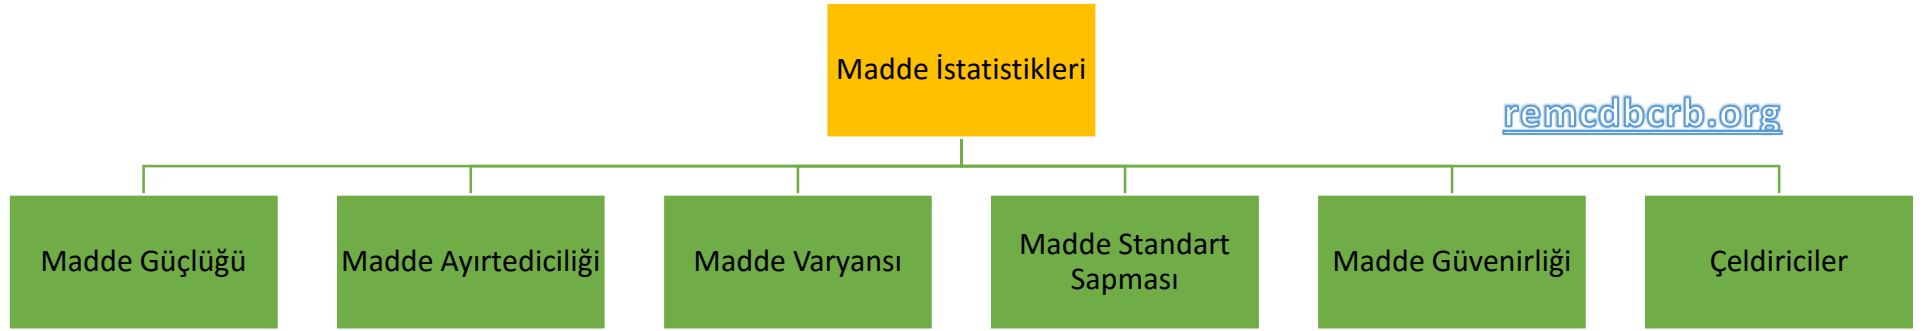 Madde İstatistikleri
remcdbcrb.org
Madde Güçlüğü
Madde Ayırtediciliği
Madde Varyansı
Madde Standart
Sapması
Madde Güvenirliği
Çeldiriciler